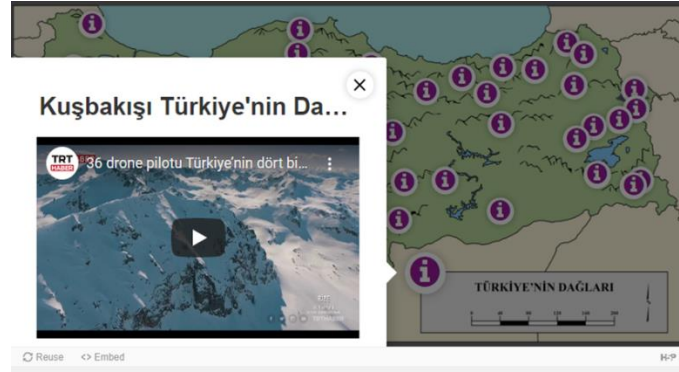 Kuşbakışı Türkiye'nin Da...
TRT
HABER
36 drone pilotu Türkiye'nin dört bi...
TÜRKİYE'NİN DAĞLARI
Reuse
<> Embed
H-P